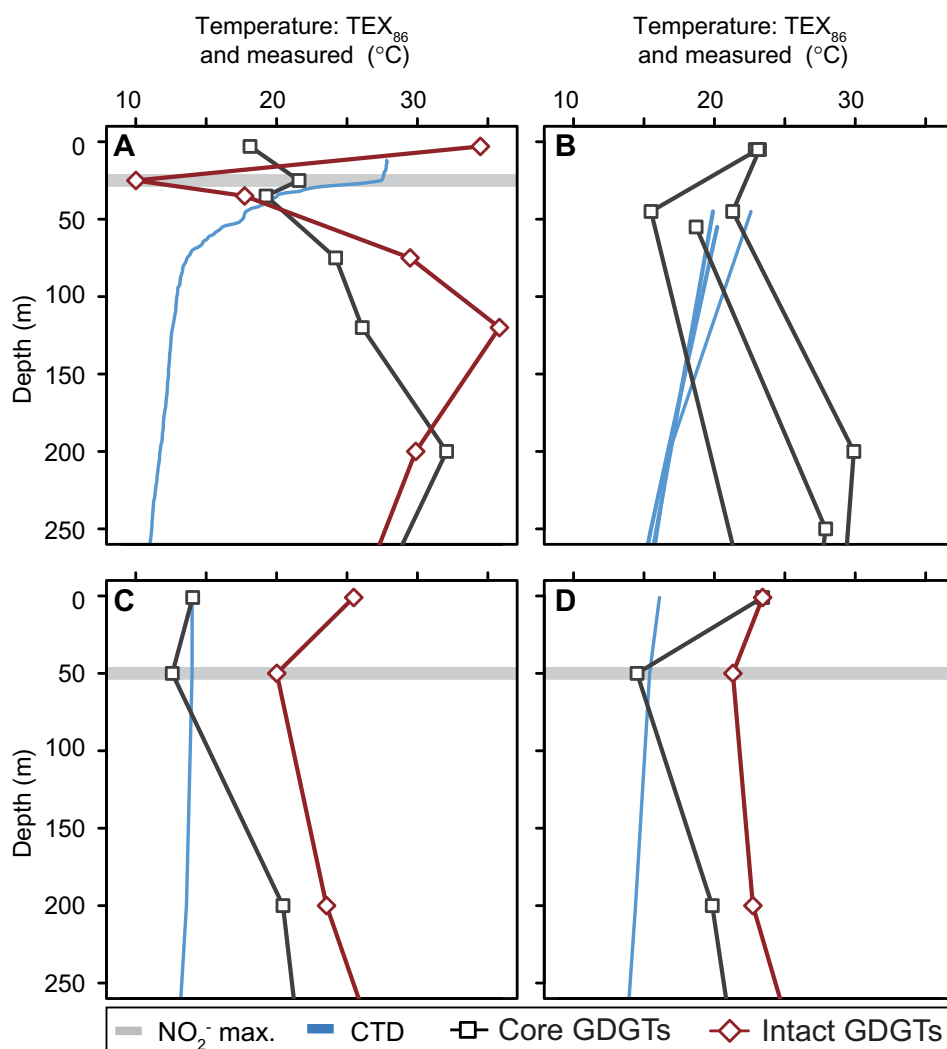 Temperature: TEX86
and measured (°C)
Temperature: TEX86
and measured (°C)
10 20 30
10 20 30
A
B
0
50
100
150
200
250
Depth (m)
C
D
0
50
100
150
200
250
Depth (m)
NO2- max. CTD Core GDGTs Intact GDGTs